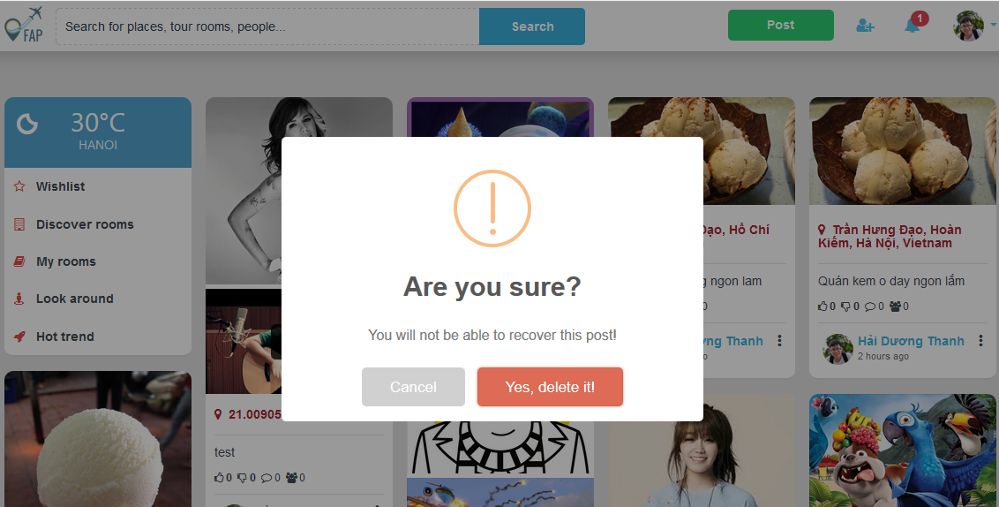 FAP
Search for places, tour rooms, people...
Search
Post
1
30°C
HANOI
Wishlist
Discover rooms
My rooms
Look around
Hot trend
21.00905
test
0 0 0 0
Are you sure?
You will not be able to recover this post!
Cancel
Yes, delete it!
Đạo, Hồ Chí
ngon lam
0
Thanh
Trần Hưng Đạo, Hoàn
Kiếm, Hà Nội, Vietnam
Quán kem o day ngon lắm
0 0 0 0
Hải Dương Thanh
2 hours ago